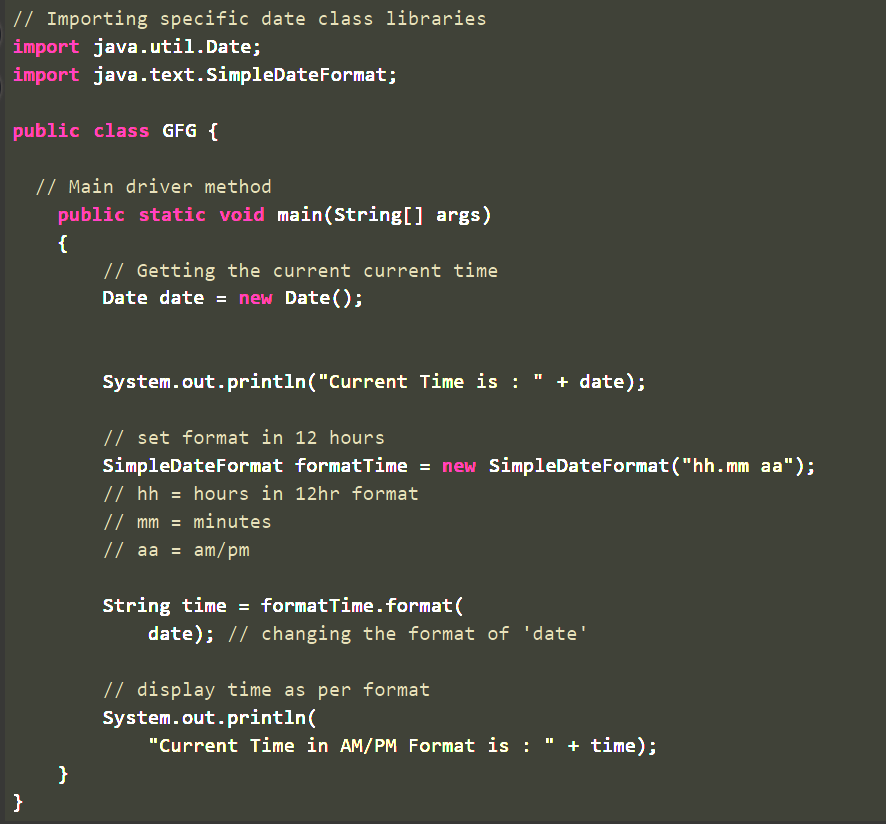 // Importing specific date class libraries
import java.util.Date;
import java.text.SimpleDateFormat;
public class GFG {
// Main driver method
public static void main(String[] args)
{
// Getting the current current time
Date date = new Date();
System.out.println("Current Time is : " + date);
// set format in 12 hours
SimpleDateFormat formatTime = new SimpleDateFormat("hh.mm aa");
// hh = hours in 12hr format
// mm = minutes
// aa = am/pm
String time = formatTime.format(
date); // changing the format of 'date'
// display time as per format
System.out.println(
"Current Time in AM/PM Format is : " + time);
}
}